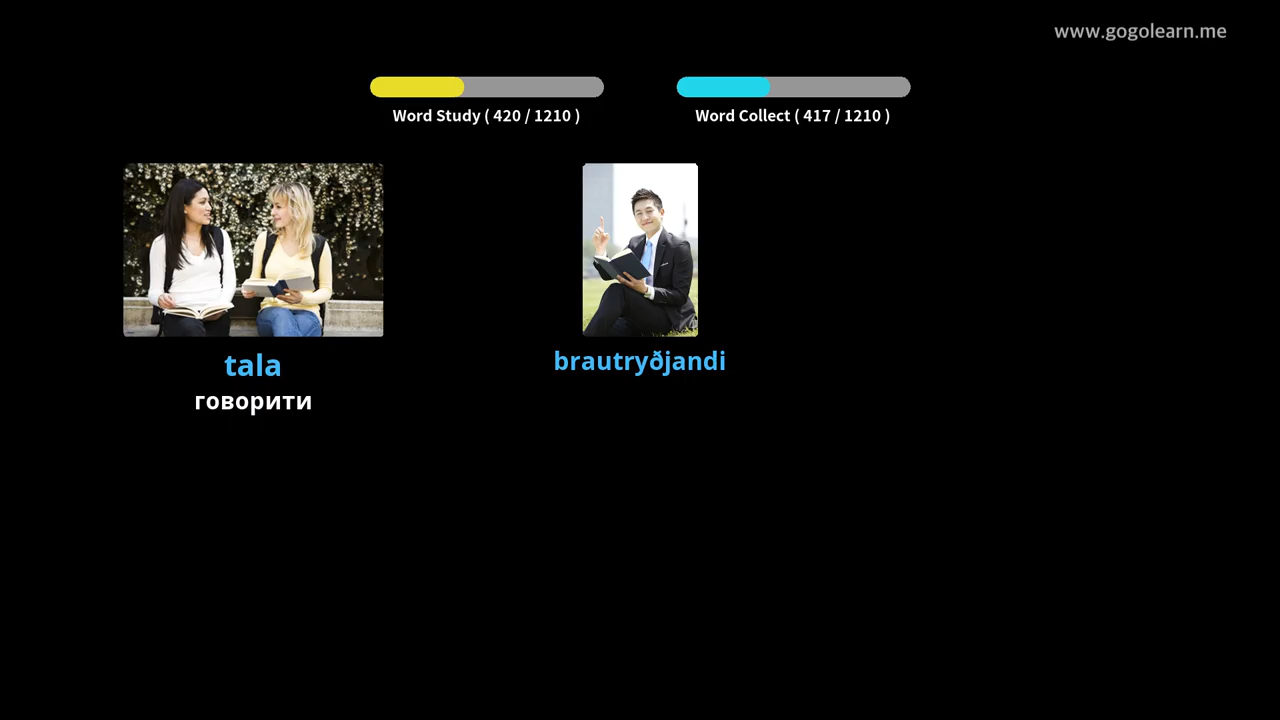 www.gogolearn.me
Word Study ( 420 / 1210 )
Word Collect ( 417 / 1210 )
tala
говорити
brautryðjandi